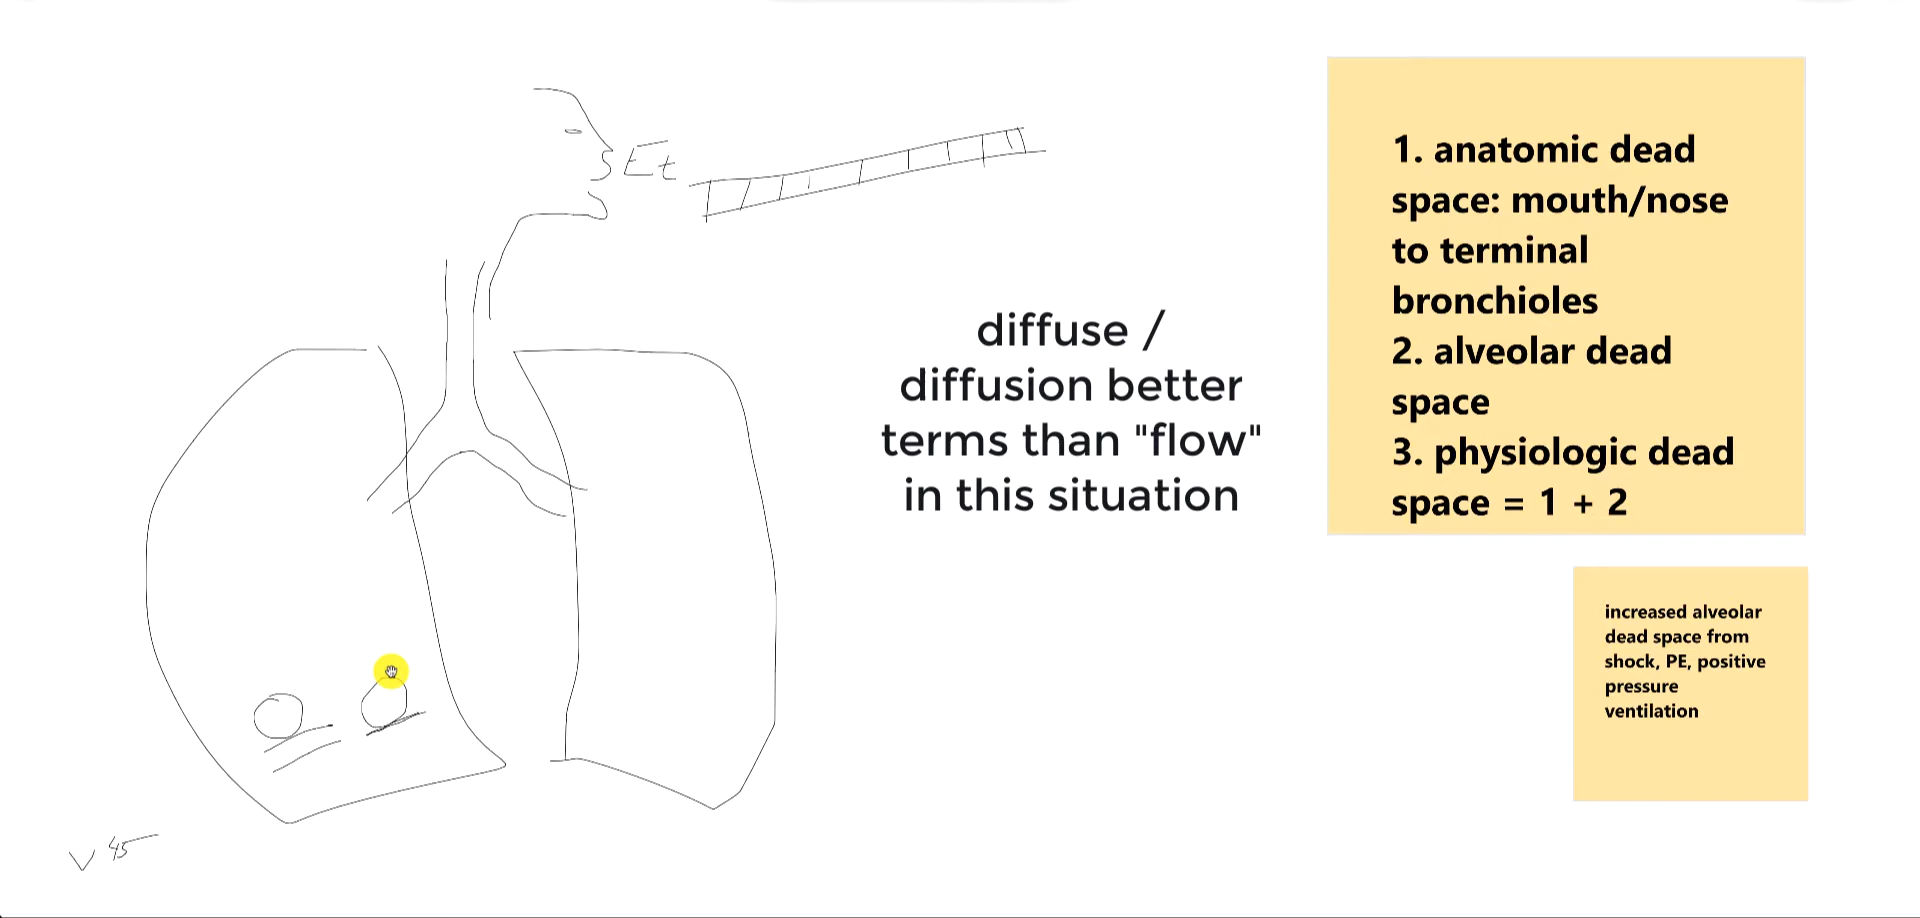 Et
diffuse /
diffusion better
terms than "flow"
in this situation
1. anatomic dead
space: mouth/nose
to terminal
bronchioles
2. alveolar dead
space
3. physiologic dead
space = 1 + 2
increased alveolar
dead space from
shock, PE, positive
pressure
ventilation
V 45